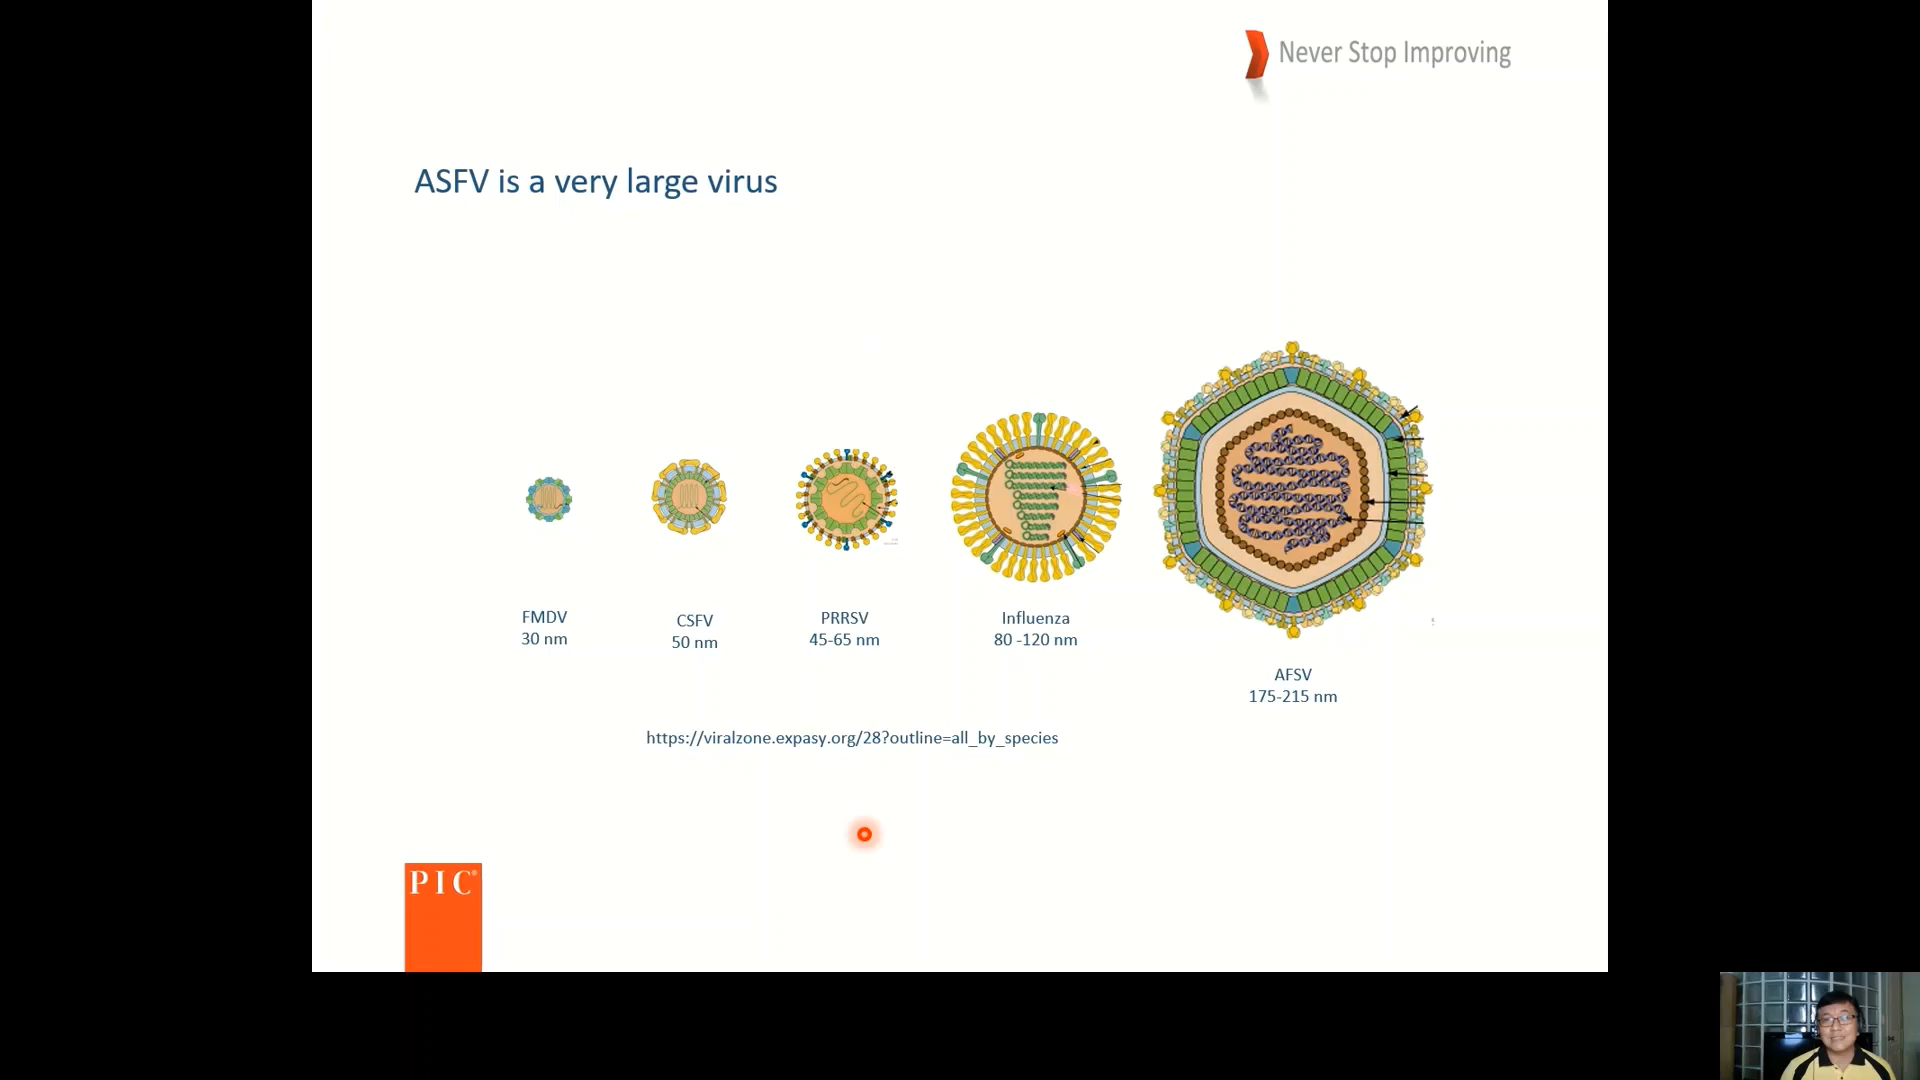 Never Stop Improving
ASFV is a very large virus
FMDV
30 nm
CSFV
50 nm
PRRSV
45-65 nm
Influenza
80 -120 nm
AFSV
175-215 nm
https://viralzone.expasy.org/28?outline=all_by_species
PIC®